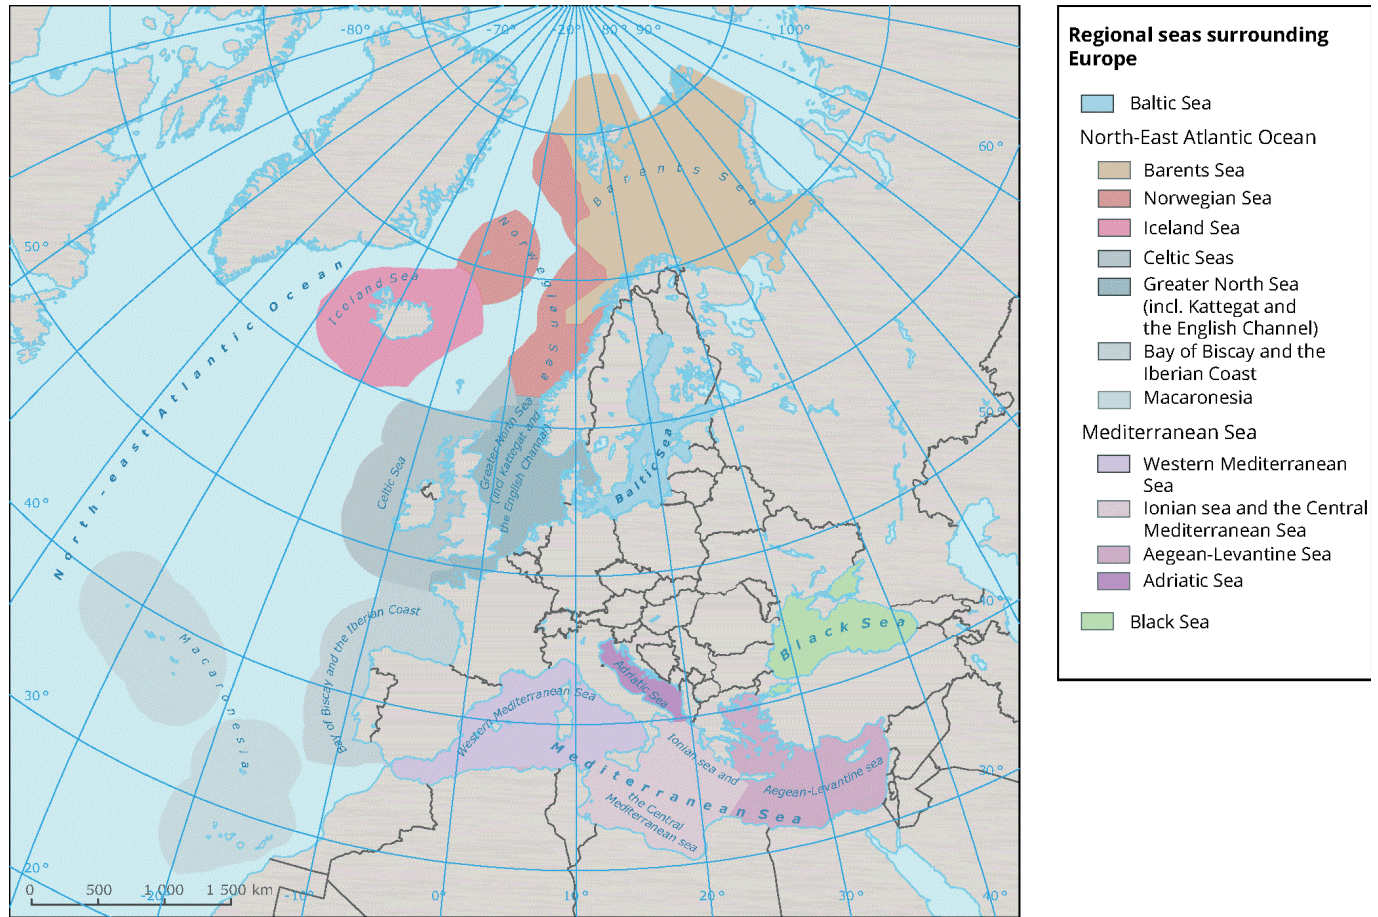 -80°
-70°
-20°
80°
90°
100°
60°
50°
50°
40°
40°
30°
30°
20°
-20°
-10°
0°
10°
20°
30°
40°
Barents Sea
Norwegian Sea
Iceland Sea
North-east Atlantic Ocean
Celtic Sea
Greater North Sea
(incl Kattegat and
the English Channel)
Baltic Sea
Bay of Biscay and the Iberian Coast
Macaronesia
Black Sea
Adriatic Sea
Western Mediterranean Sea
Mediterranean Sea
Ionian sea and
the Central
Mediterranean sea
Aegean-Levantine sea
0 500 1 000 1 500 km
Regional seas surrounding
Europe
Baltic Sea
North-East Atlantic Ocean
Barents Sea
Norwegian Sea
Iceland Sea
Celtic Seas
Greater North Sea
(incl. Kattegat and
the English Channel)
Bay of Biscay and the
Iberian Coast
Macaronesia
Mediterranean Sea
Western Mediterranean
Sea
Ionian sea and the Central
Mediterranean Sea
Aegean-Levantine Sea
Adriatic Sea
Black Sea